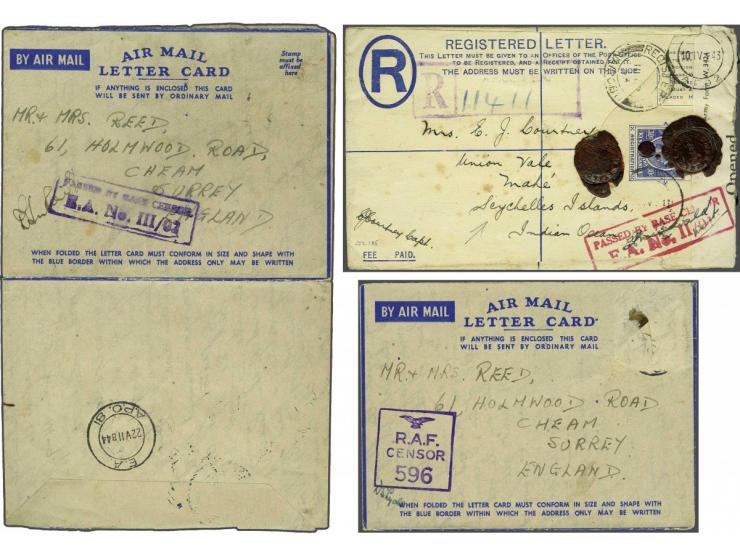 BY AIR MAIL
AIR MAIL
LETTER CARD
Stamp
must be
affixed
here
IF ANYTHING IS ENCLOSED THIS CARD
WILL BE SENT BY ORDINARY MAIL
MR & MRS. REED,
61, HOLMWOOD ROAD,
CHEAM
SURREY
ENGLAND
PASSED BY BASE CENSOR
E.A. No. III/81
WHEN FOLDED THE LETTER CARD MUST CONFORM IN SIZE AND SHAPE WITH
THE BLUE BORDER WITHIN WHICH THE ADDRESS ONLY MAY BE WRITTEN
E.A.
22 VIII 44
A.P.O. 81
R
REGISTERED LETTER.
THIS LETTER MUST BE GIVEN TO AN OFFICER OF THE POST OFFICE
TO BE REGISTERED, AND A RECEIPT OBTAINED FOR IT.
THE ADDRESS MUST BE WRITTEN ON THIS SIDE.
R
11411
Mrs. E. J. Courtney
Union Vale
Mahé
Seychelles Islands.
Indian Ocean
Courtney Capt.
FEE PAID.
PASSED BY BASE CENSOR
E.A. No. II
Opened
BY AIR MAIL
AIR MAIL
LETTER CARD
IF ANYTHING IS ENCLOSED THIS CARD
WILL BE SENT BY ORDINARY MAIL
MR & MRS. REED,
61 HOLMWOOD ROAD
CHEAM
SURREY
ENGLAND.
R.A.F.
CENSOR
596
WHEN FOLDED THE LETTER CARD MUST CONFORM IN SIZE AND SHAPE WITH
THE BLUE BORDER WITHIN WHICH THE ADDRESS ONLY MAY BE WRITTEN